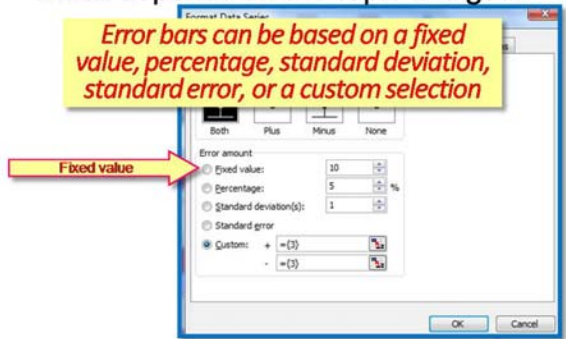 Format Data Series
Error bars can be based on a fixed
value, percentage, standard deviation,
standard error, or a custom selection
Both Plus Minus None
Error amount
Fixed value
Fixed value: 10
Percentage: 5 %
Standard deviation(s): 1
Standard error
Custom: + ={3}
- ={3}
OK Cancel